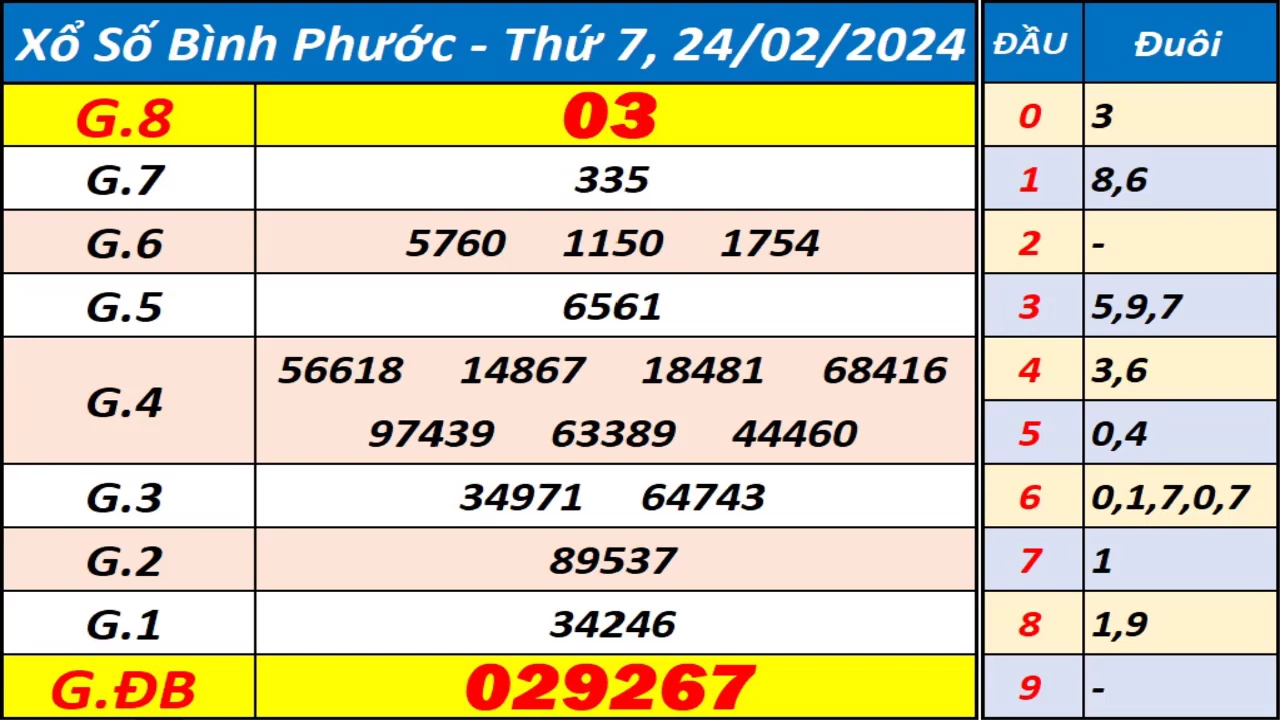 Xổ Số Bình Phước - Thứ 7, 24/02/2024 ĐẦU Đuôi
G.8 03 0 3
G.7 335 1 8,6
G.6 5760 1150 1754 2 -
G.5 6561 3 5,9,7
G.4 56618 14867 18481 68416 4 3,6
97439 63389 44460 5 0,4
G.3 34971 64743 6 0,1,7,0,7
G.2 89537 7 1
G.1 34246 8 1,9
G.ĐB 029267 9 -